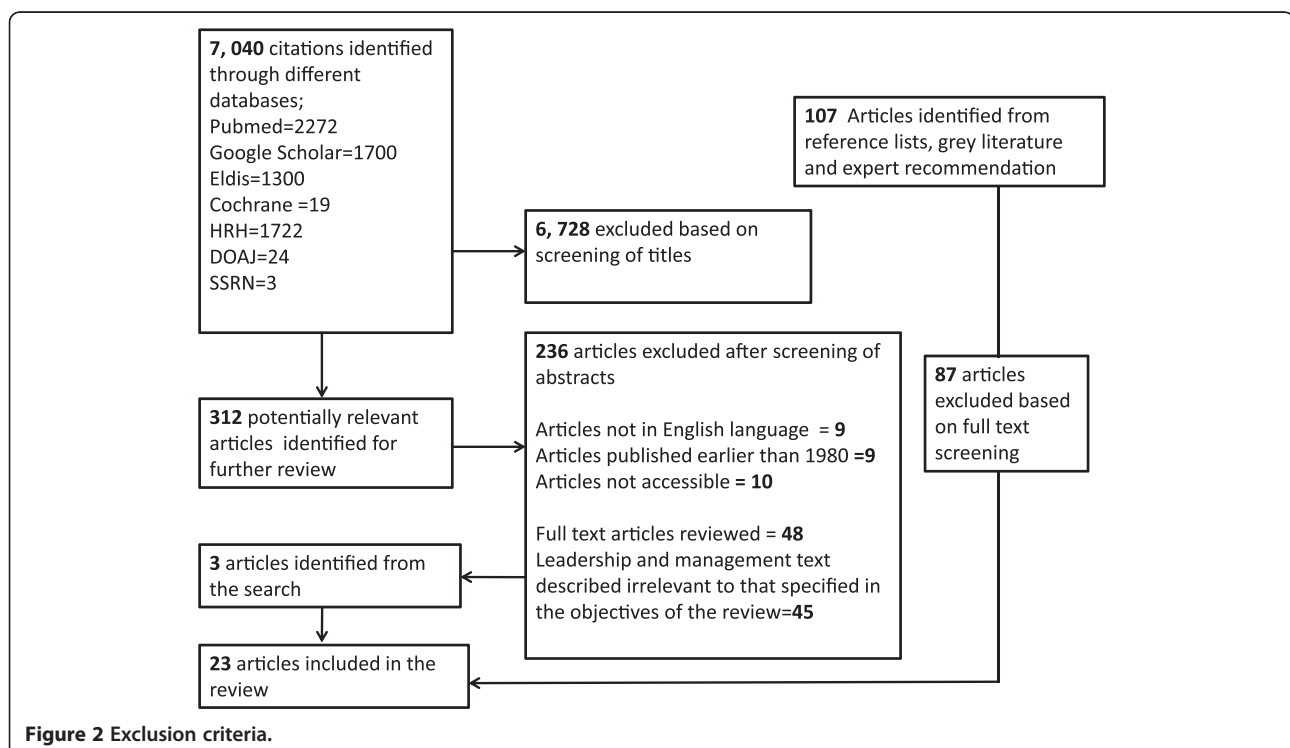 7, 040 citations identified
through different
databases;
Pubmed=2272
Google Scholar=1700
Eldis=1300
Cochrane =19
HRH=1722
DOAJ=24
SSRN=3
107 Articles identified from
reference lists, grey literature
and expert recommendation
6, 728 excluded based on
screening of titles
312 potentially relevant
articles identified for
further review
236 articles excluded after screening of
abstracts
Articles not in English language = 9
Articles published earlier than 1980 =9
Articles not accessible = 10
Full text articles reviewed = 48
Leadership and management text
described irrelevant to that specified in
the objectives of the review=45
87 articles
excluded based
on full text
screening
3 articles identified from
the search
23 articles included in the
review
Figure 2 Exclusion criteria.